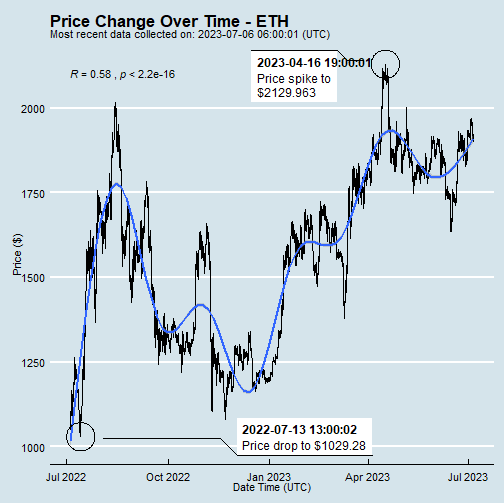 Price Change Over Time - ETH
Most recent data collected on: 2023-07-06 06:00:01 (UTC)
R = 0.58 , p < 2.2e-16
2023-04-16 19:00:01
Price spike to
$2129.963
2000
1750
1500
1250
1000
Price ($)
2022-07-13 13:00:02
Price drop to $1029.28
Jul 2022 Oct 2022 Jan 2023 Apr 2023 Jul 2023
Date Time (UTC)